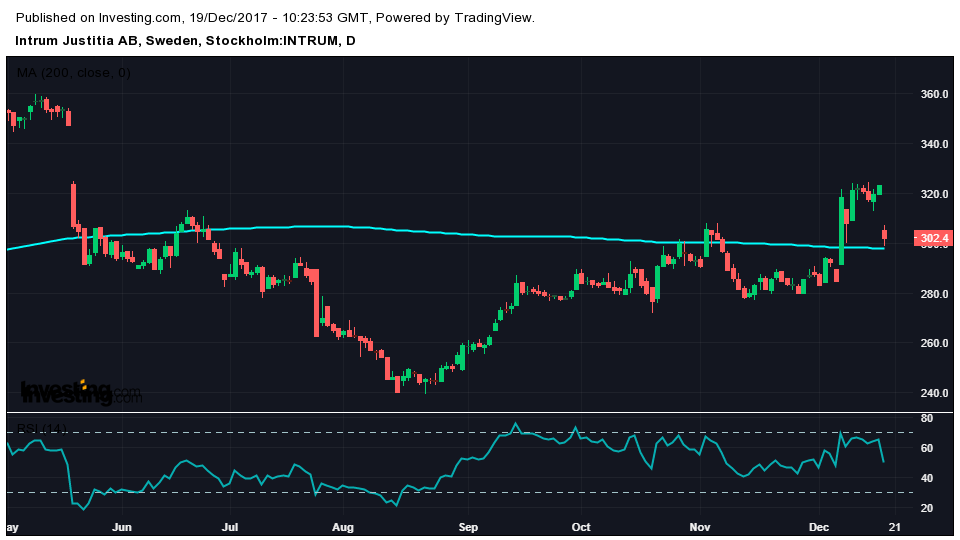 Published on Investing.com, 19/Dec/2017 - 10:23:53 GMT, Powered by TradingView.
Intrum Justitia AB, Sweden, Stockholm:INTRUM, D
MA (200, close, 0)
360.0
340.0
320.0
302.4
280.0
260.0
240.0
Investing.com
Investing.com
RSI (14)
80
60
40
20
ay Jun Jul Aug Sep Oct Nov Dec 21